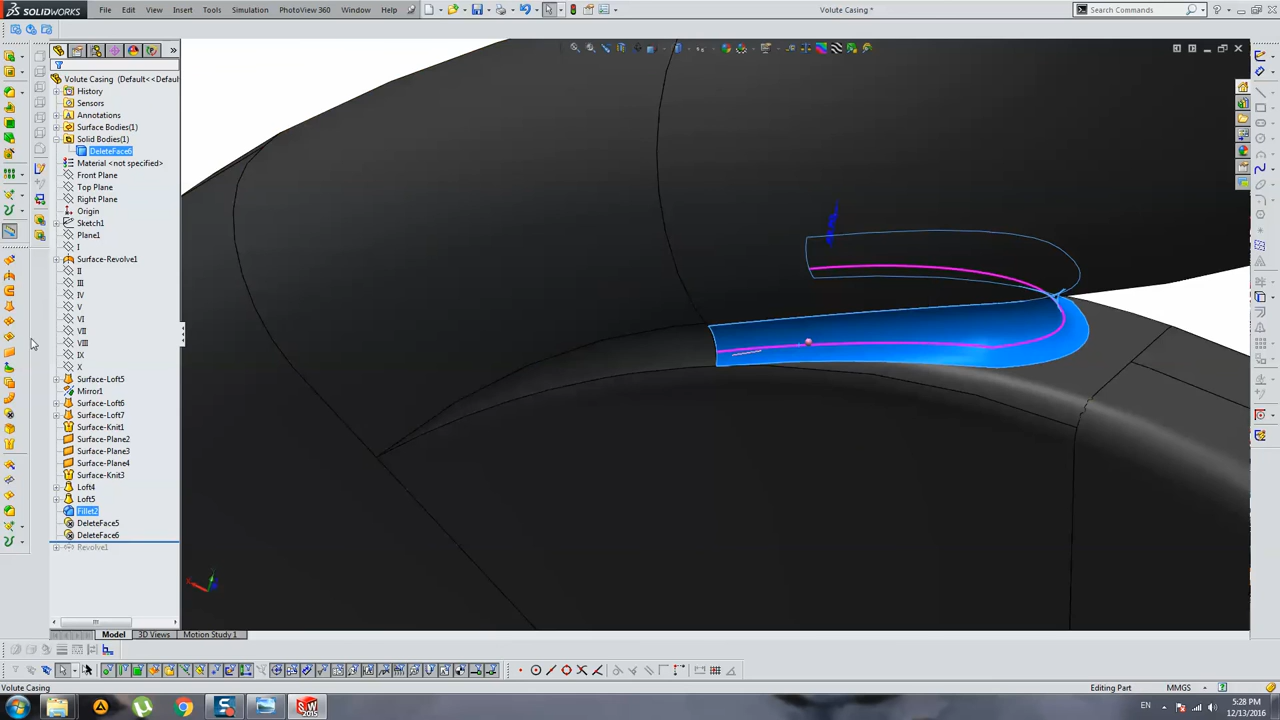 SOLIDWORKS
File Edit View Insert Tools Simulation PhotoView 360 Window Help
Volute Casing *
Search Commands
Volute Casing (Default<<Defaul
History
Sensors
Annotations
Surface Bodies(1)
Solid Bodies(1)
DeleteFace6
Material <not specified>
Front Plane
Top Plane
Right Plane
Origin
Sketch1
Plane1
I
Surface-Revolve1
II
III
IV
V
VI
VII
VIII
IX
X
Surface-Loft5
Mirror1
Surface-Loft6
Surface-Loft7
Surface-Knit1
Surface-Plane2
Surface-Plane3
Surface-Plane4
Surface-Knit3
Loft4
Loft5
Fillet2
DeleteFace5
DeleteFace6
Revolve1
Model 3D Views Motion Study 1
Volute Casing
Editing Part MMGS
EN 5:28 PM
12/13/2016